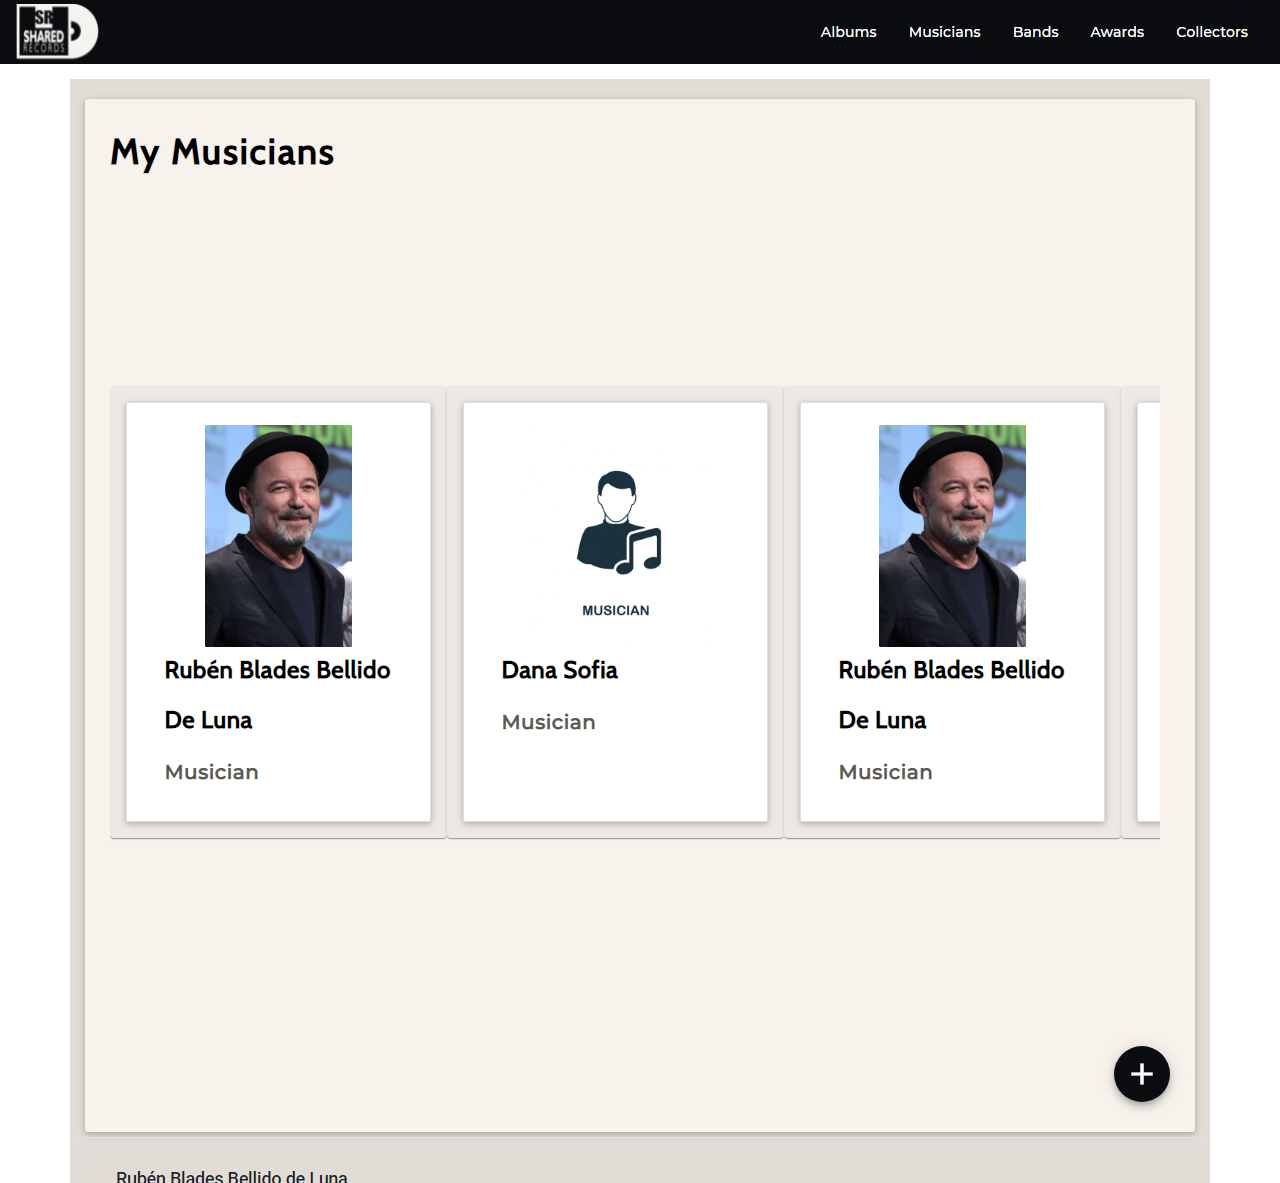 SR
SHARED
RECORDS
Albums Musicians Bands Awards Collectors
My Musicians
MUSICIAN
Rubén Blades Bellido
De Luna
Musician
Dana Sofia
Musician
Rubén Blades Bellido
De Luna
Musician
Rubén Blades Bellido de Luna